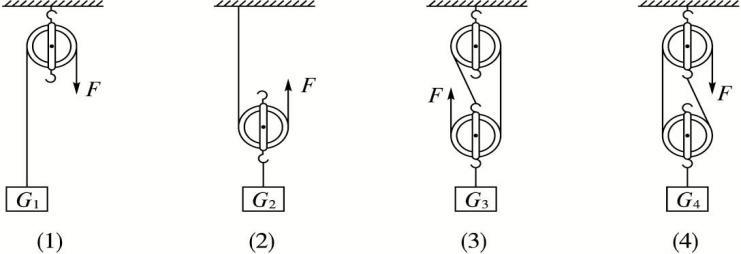 F
F
F
F
G₁
G₂
G₃
G₄
(1)
(2)
(3)
(4)